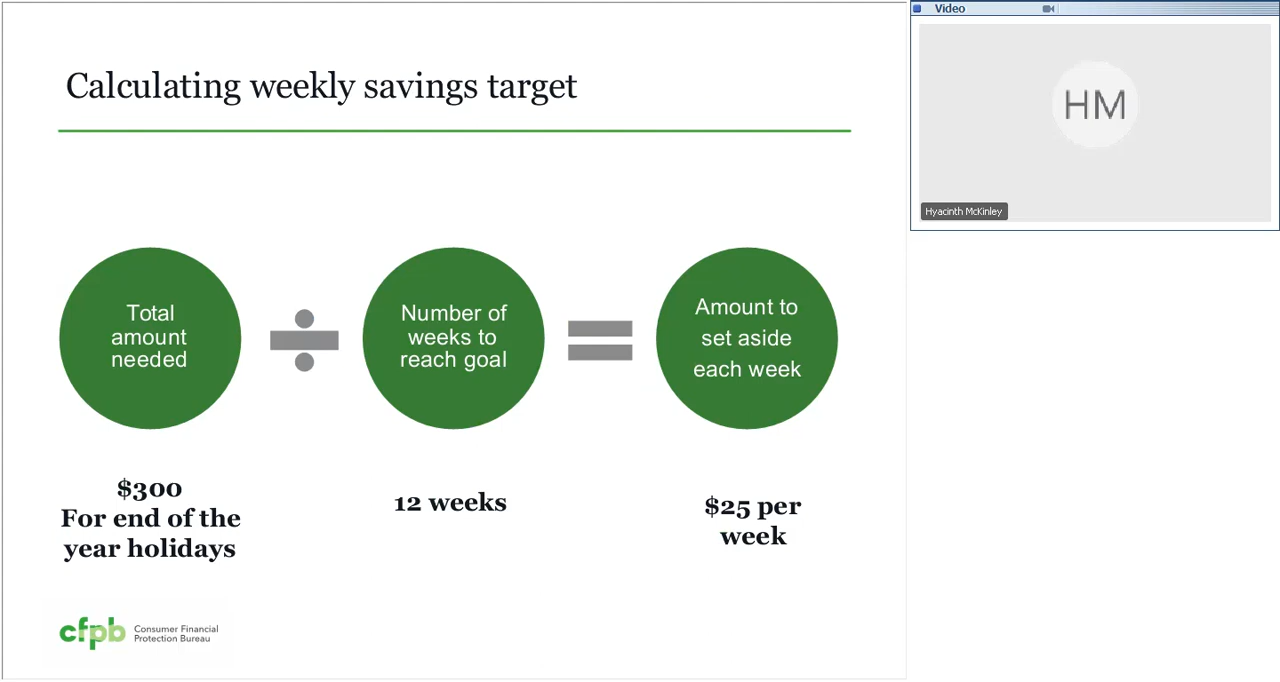 Calculating weekly savings target
Total
amount
needed
Number of
weeks to
reach goal
Amount to
set aside
each week
$300
For end of the
year holidays
12 weeks
$25 per
week
cfpb
Consumer Financial
Protection Bureau
Video
HM
Hyacinth McKinley